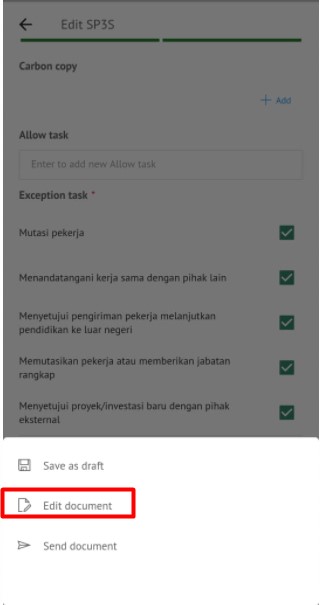 Edit SP3S
Carbon copy
+ Add
Allow task
Enter to add new Allow task
Exception task *
Mutasi pekerja
Menandatangani kerja sama dengan pihak lain
Menyetujui pengiriman pekerja melanjutkan
pendidikan ke luar negeri
Memutasikan pekerja atau memberikan jabatan
rangkap
Menyetujui proyek/investasi baru dengan pihak
eksternal
Save as draft
Edit document
Send document